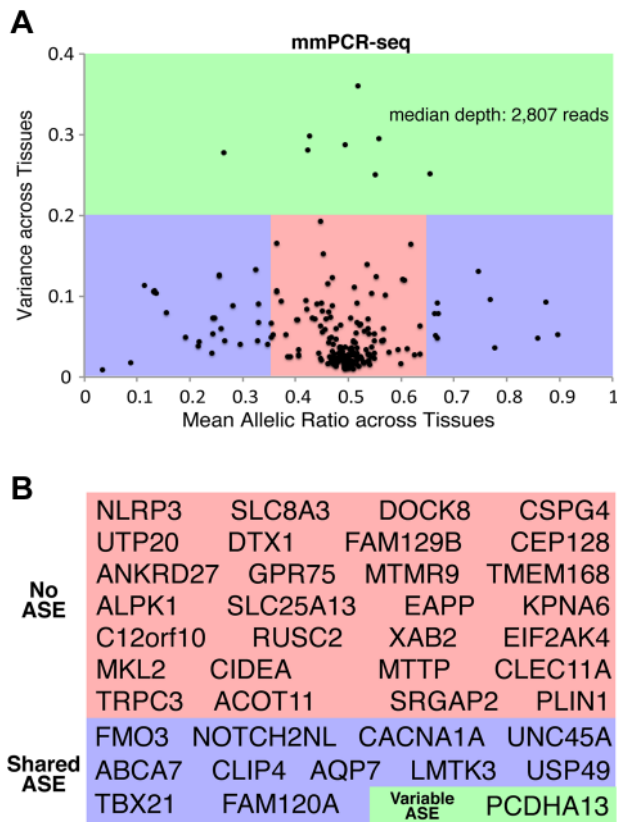 A
mmPCR-seq
0.4
median depth: 2,807 reads
0.3
0.2
0.1
0
Variance across Tissues
0 0.1 0.2 0.3 0.4 0.5 0.6 0.7 0.8 0.9 1
Mean Allelic Ratio across Tissues
B
No
ASE
NLRP3 SLC8A3 DOCK8 CSPG4
UTP20 DTX1 FAM129B CEP128
ANKRD27 GPR75 MTMR9 TMEM168
ALPK1 SLC25A13 EAPP KPNA6
C12orf10 RUSC2 XAB2 EIF2AK4
MKL2 CIDEA MTTP CLEC11A
TRPC3 ACOT11 SRGAP2 PLIN1
Shared
ASE
FMO3 NOTCH2NL CACNA1A UNC45A
ABCA7 CLIP4 AQP7 LMTK3 USP49
TBX21 FAM120A
Variable
ASE
PCDHA13